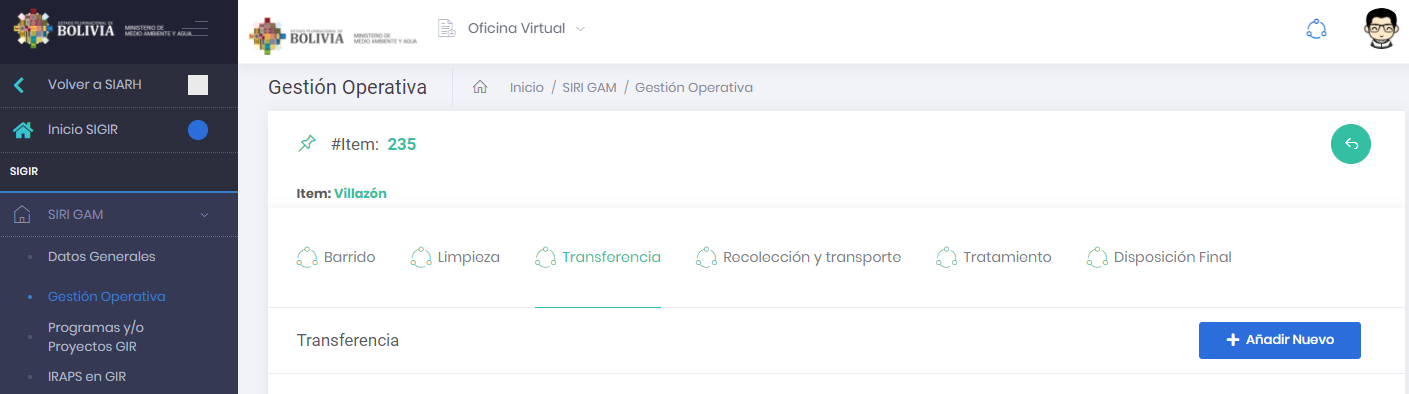 ESTADO PLURINACIONAL DE
BOLIVIA
MINISTERIO DE
MEDIO AMBIENTE Y AGUA
ESTADO PLURINACIONAL DE
BOLIVIA
MINISTERIO DE
MEDIO AMBIENTE Y AGUA
Oficina Virtual
Volver a SIARH
Inicio SIGIR
SIGIR
SIRI GAM
Datos Generales
Gestión Operativa
Programas y/o
Proyectos GIR
IRAPS en GIR
Gestión Operativa
Inicio / SIRI GAM / Gestión Operativa
#Item: 235
Item: Villazón
Barrido Limpieza Transferencia Recolección y transporte Tratamiento Disposición Final
Transferencia
Añadir Nuevo